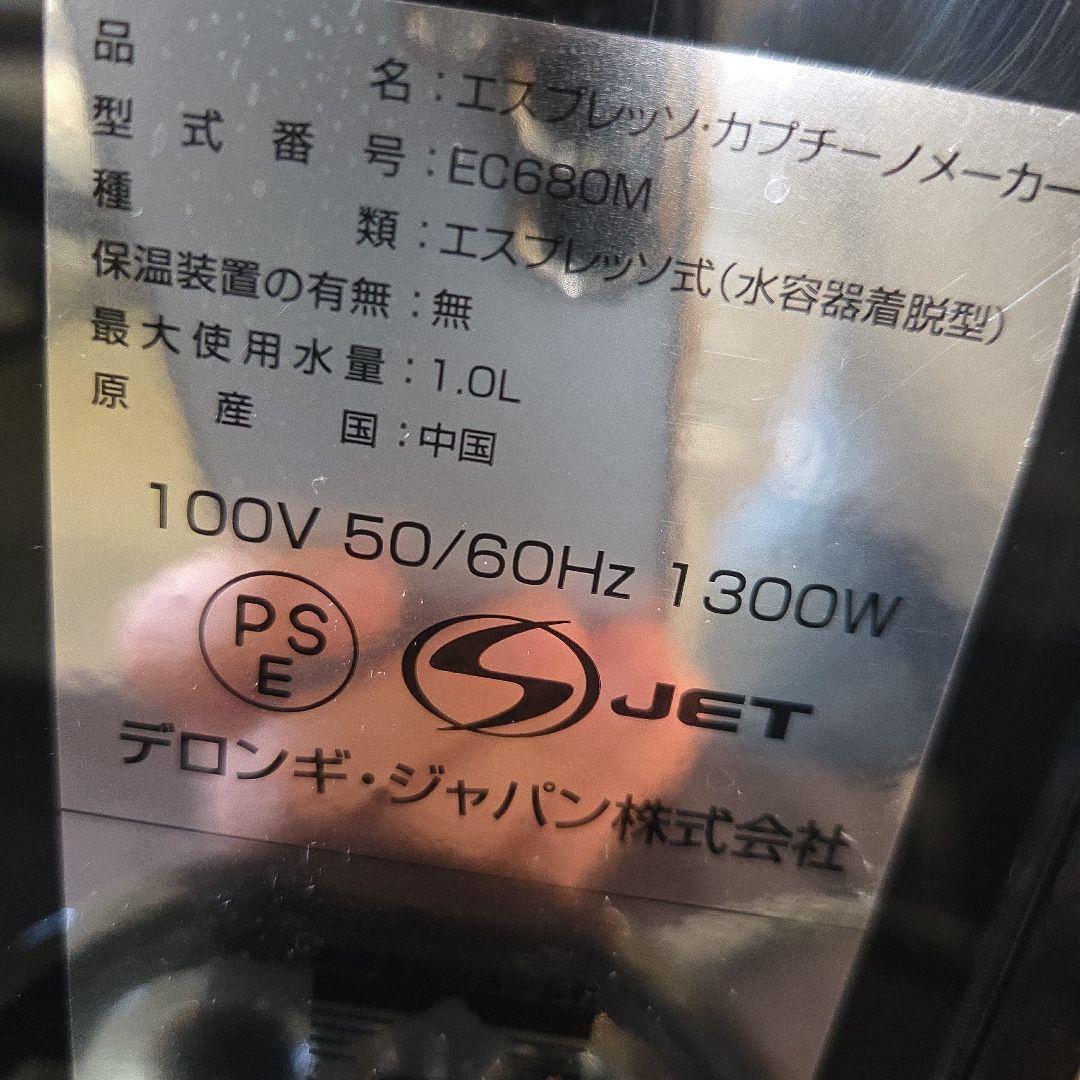 品名：エスプレッソ・カプチーノメーカー
型式番号：EC680M
種類：エスプレッソ式（水容器着脱型）
保温装置の有無：無
最大使用水量：1.0L
原産国：中国
100V 50/60Hz 1300W
PSE S JET
デロンギ・ジャパン株式会社